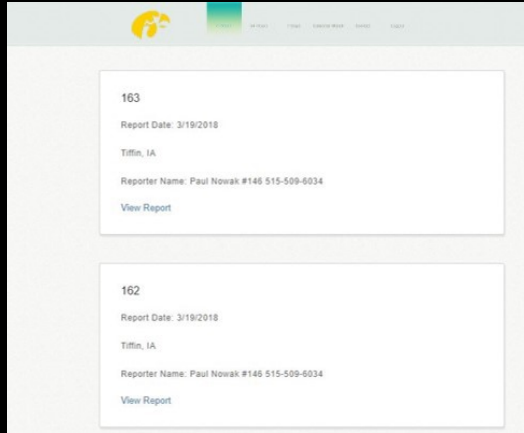 163
Report Date: 3/19/2018
Tiffin, IA
Reporter Name: Paul Nowak #146 515-509-6034
View Report
162
Report Date: 3/19/2018
Tiffin, IA
Reporter Name: Paul Nowak #146 515-509-6034
View Report